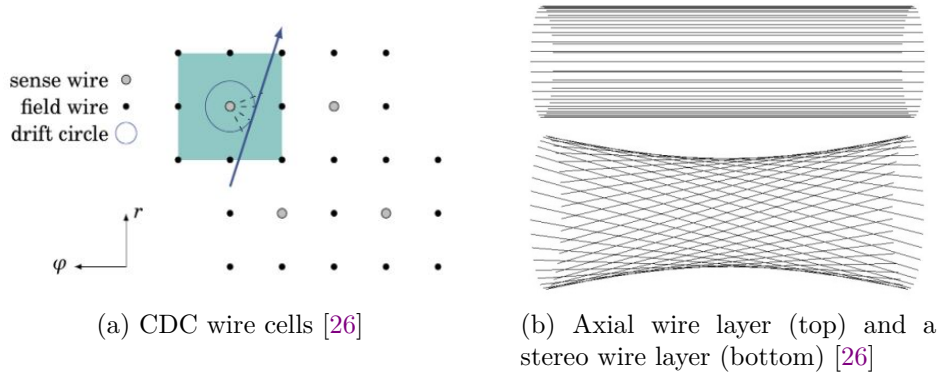 sense wire
field wire
drift circle
r
φ
(a) CDC wire cells [26]
(b) Axial wire layer (top) and a
stereo wire layer (bottom) [26]